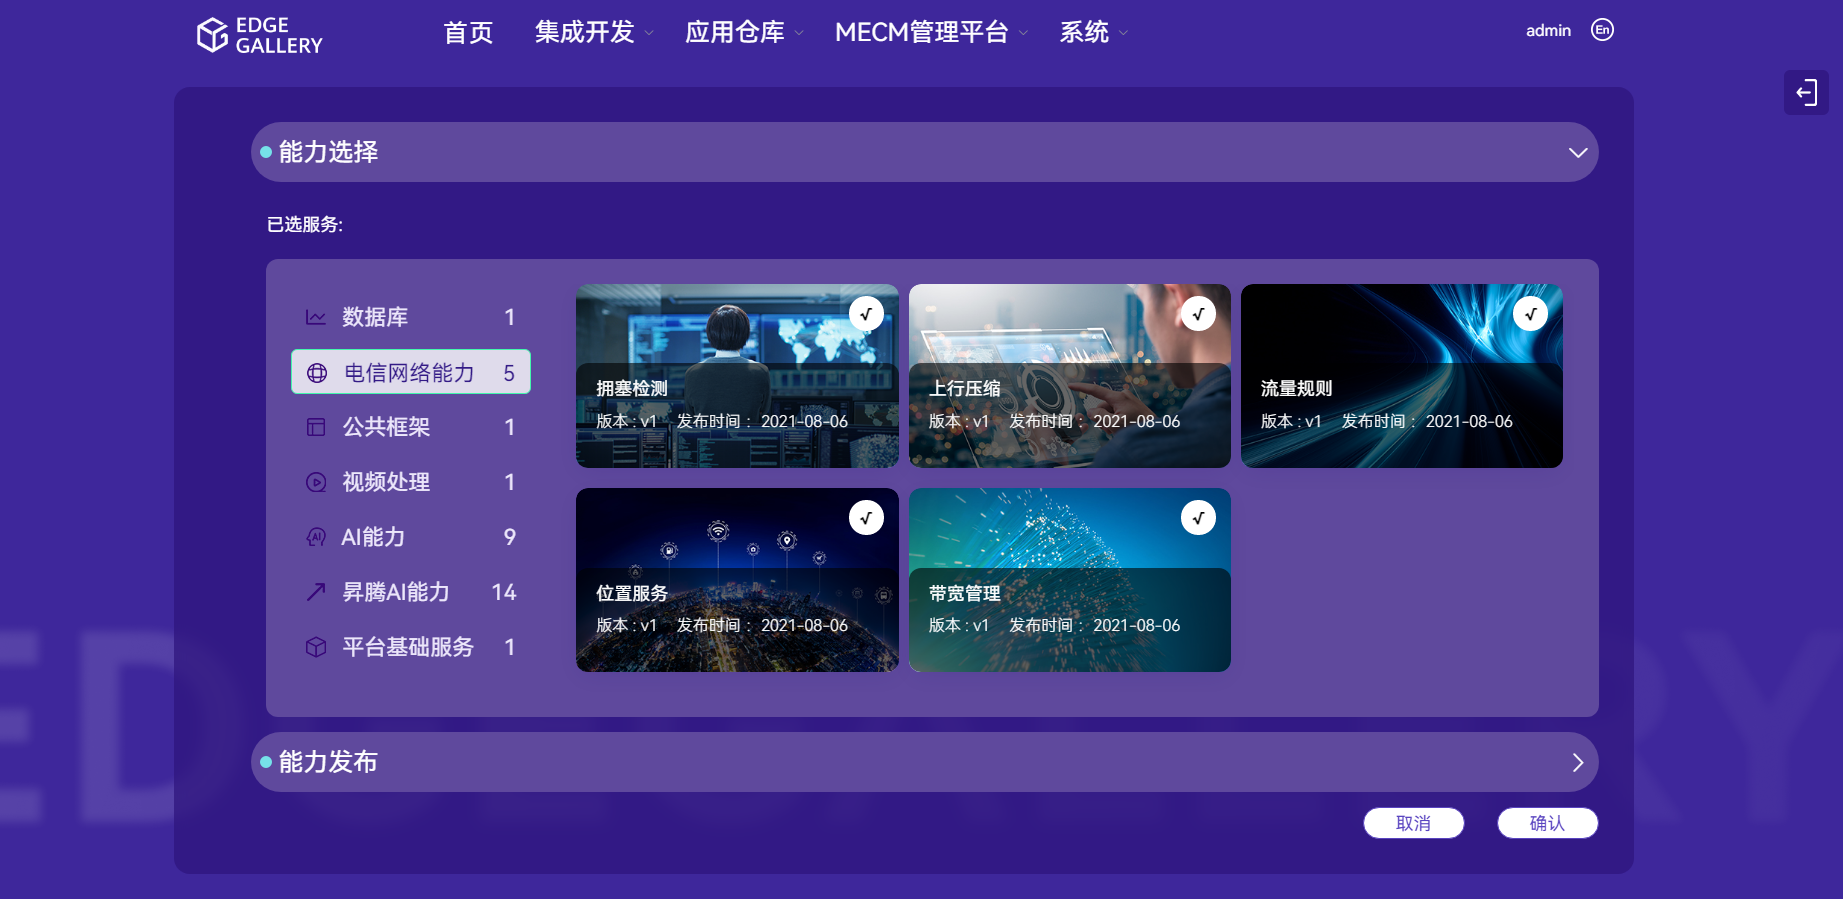 EDGE
GALLERY
首页 集成开发 应用仓库 MECM管理平台 系统
admin En
能力选择
已选服务:
数据库 1
电信网络能力 5
公共框架 1
视频处理 1
AI能力 9
昇腾AI能力 14
平台基础服务 1
拥塞检测
版本 : v1 发布时间 : 2021-08-06
上行压缩
版本 : v1 发布时间 : 2021-08-06
流量规则
版本 : v1 发布时间 : 2021-08-06
位置服务
版本 : v1 发布时间 : 2021-08-06
带宽管理
版本 : v1 发布时间 : 2021-08-06
能力发布
取消 确认
EDGEGALLERY